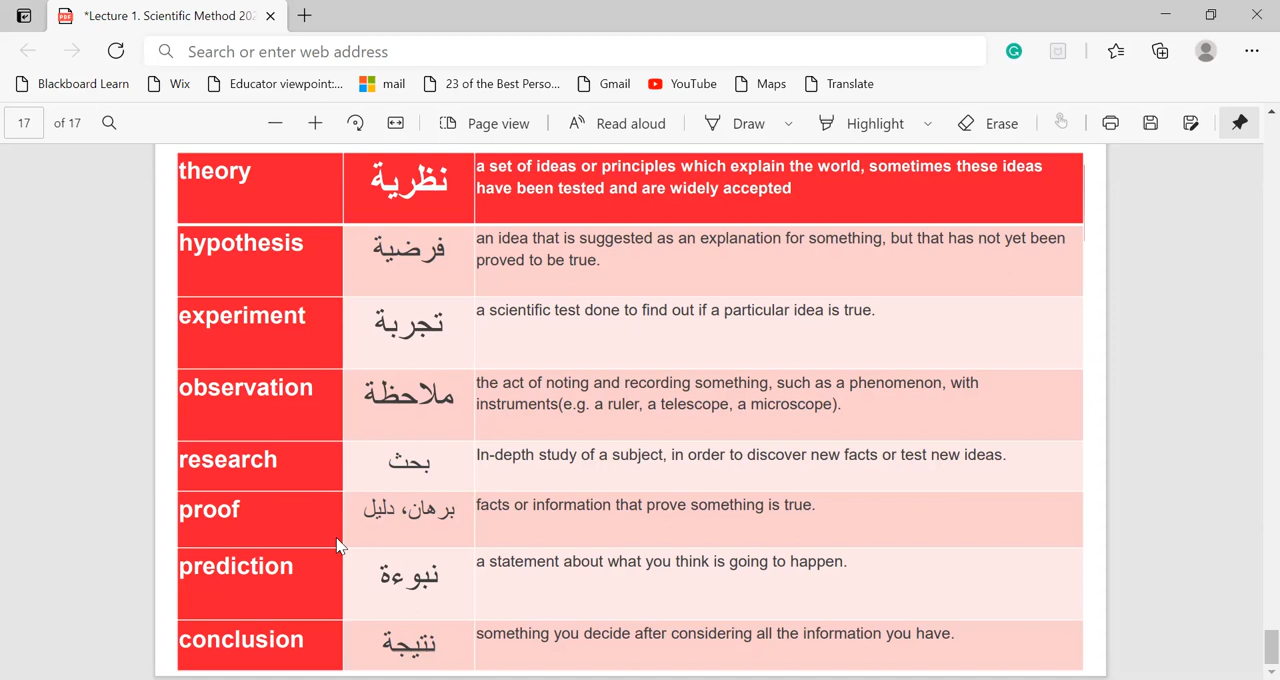 *Lecture 1. Scientific Method 202
Search or enter web address
Blackboard Learn
Wix
Educator viewpoint:...
mail
23 of the Best Perso...
Gmail
YouTube
Maps
Translate
17 of 17
Page view
Read aloud
Draw
Highlight
Erase
theory
نظرية
a set of ideas or principles which explain the world, sometimes these ideas
have been tested and are widely accepted
hypothesis
فرضية
an idea that is suggested as an explanation for something, but that has not yet been
proved to be true.
experiment
تجربة
a scientific test done to find out if a particular idea is true.
observation
ملاحظة
the act of noting and recording something, such as a phenomenon, with
instruments(e.g. a ruler, a telescope, a microscope).
research
بحث
In-depth study of a subject, in order to discover new facts or test new ideas.
proof
برهان، دليل
facts or information that prove something is true.
prediction
نبوءة
a statement about what you think is going to happen.
conclusion
نتيجة
something you decide after considering all the information you have.